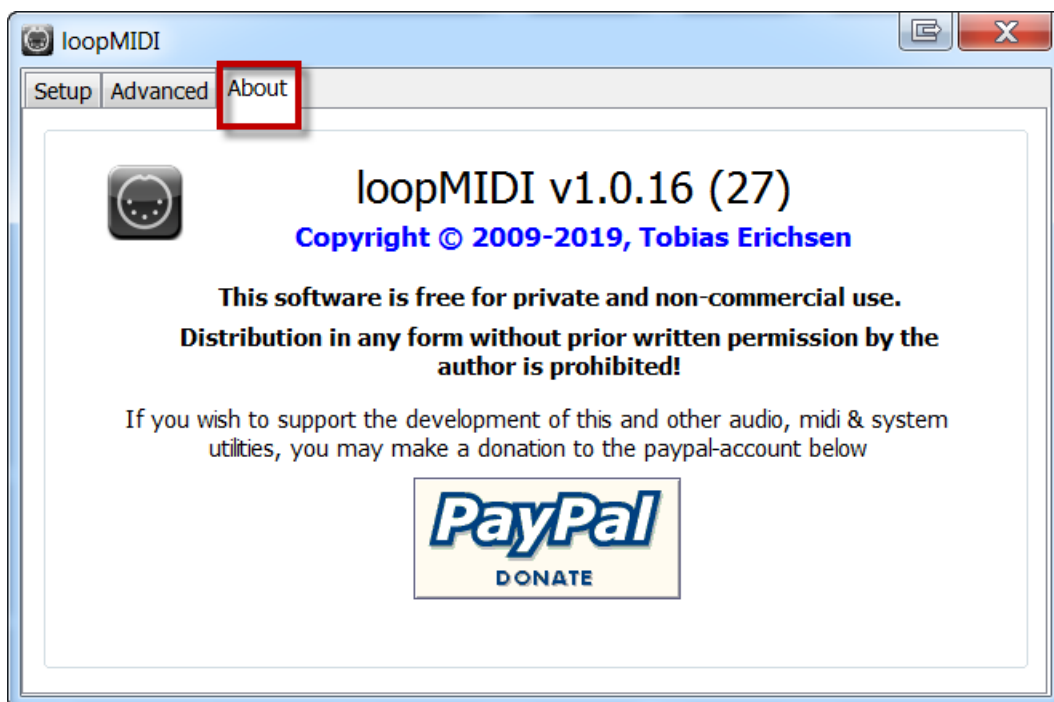 loopMIDI
Setup Advanced About
loopMIDI v1.0.16 (27)
Copyright © 2009-2019, Tobias Erichsen
This software is free for private and non-commercial use.
Distribution in any form without prior written permission by the
author is prohibited!
If you wish to support the development of this and other audio, midi & system
utilities, you may make a donation to the paypal-account below
PayPal
DONATE